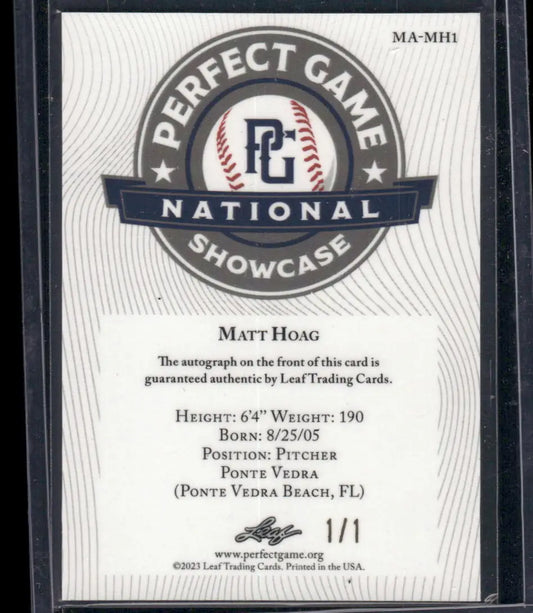 MA-MH1
PERFECT GAME
PG
NATIONAL
SHOWCASE
MATT HOAG
The autograph on the front of this card is
guaranteed authentic by Leaf Trading Cards.
HEIGHT: 6'4" WEIGHT: 190
BORN: 8/25/05
POSITION: PITCHER
PONTE VEDRA
(PONTE VEDRA BEACH, FL)
Leaf 1/1
www.perfectgame.org
©2023 Leaf Trading Cards. Printed in the USA.